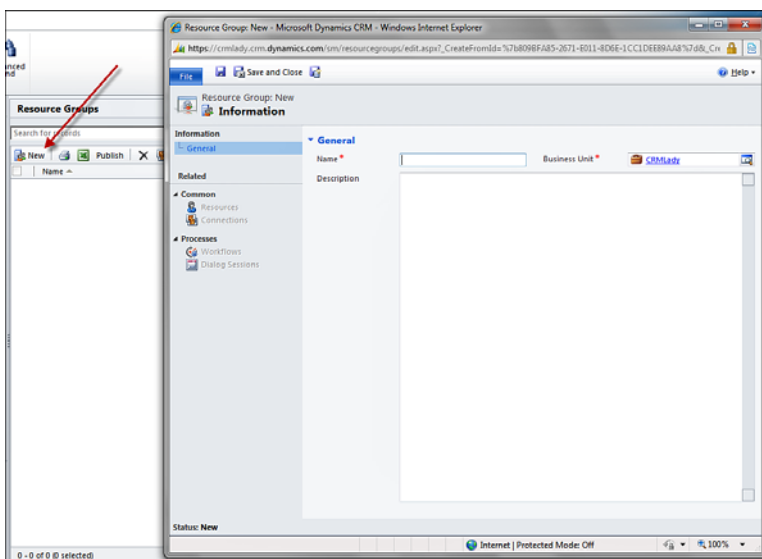 Resource Group: New - Microsoft Dynamics CRM - Windows Internet Explorer
https://crmlady.crm.dynamics.com/sm/resourcegroups/edit.aspx?_CreateFromId=%7b809BFA85-2671-E011-8D6E-1CC1DEE89AA8%7d&_Cre
File
Save and Close
Help
Resource Group: New
Information
Resource Groups
Search for records
New
Publish
Name
Information
General
Related
Common
Resources
Connections
Processes
Workflows
Dialog Sessions
General
Name *
Business Unit *
CRMLady
Description
Status: New
Internet | Protected Mode: Off
100%
0 - 0 of 0 (0 selected)